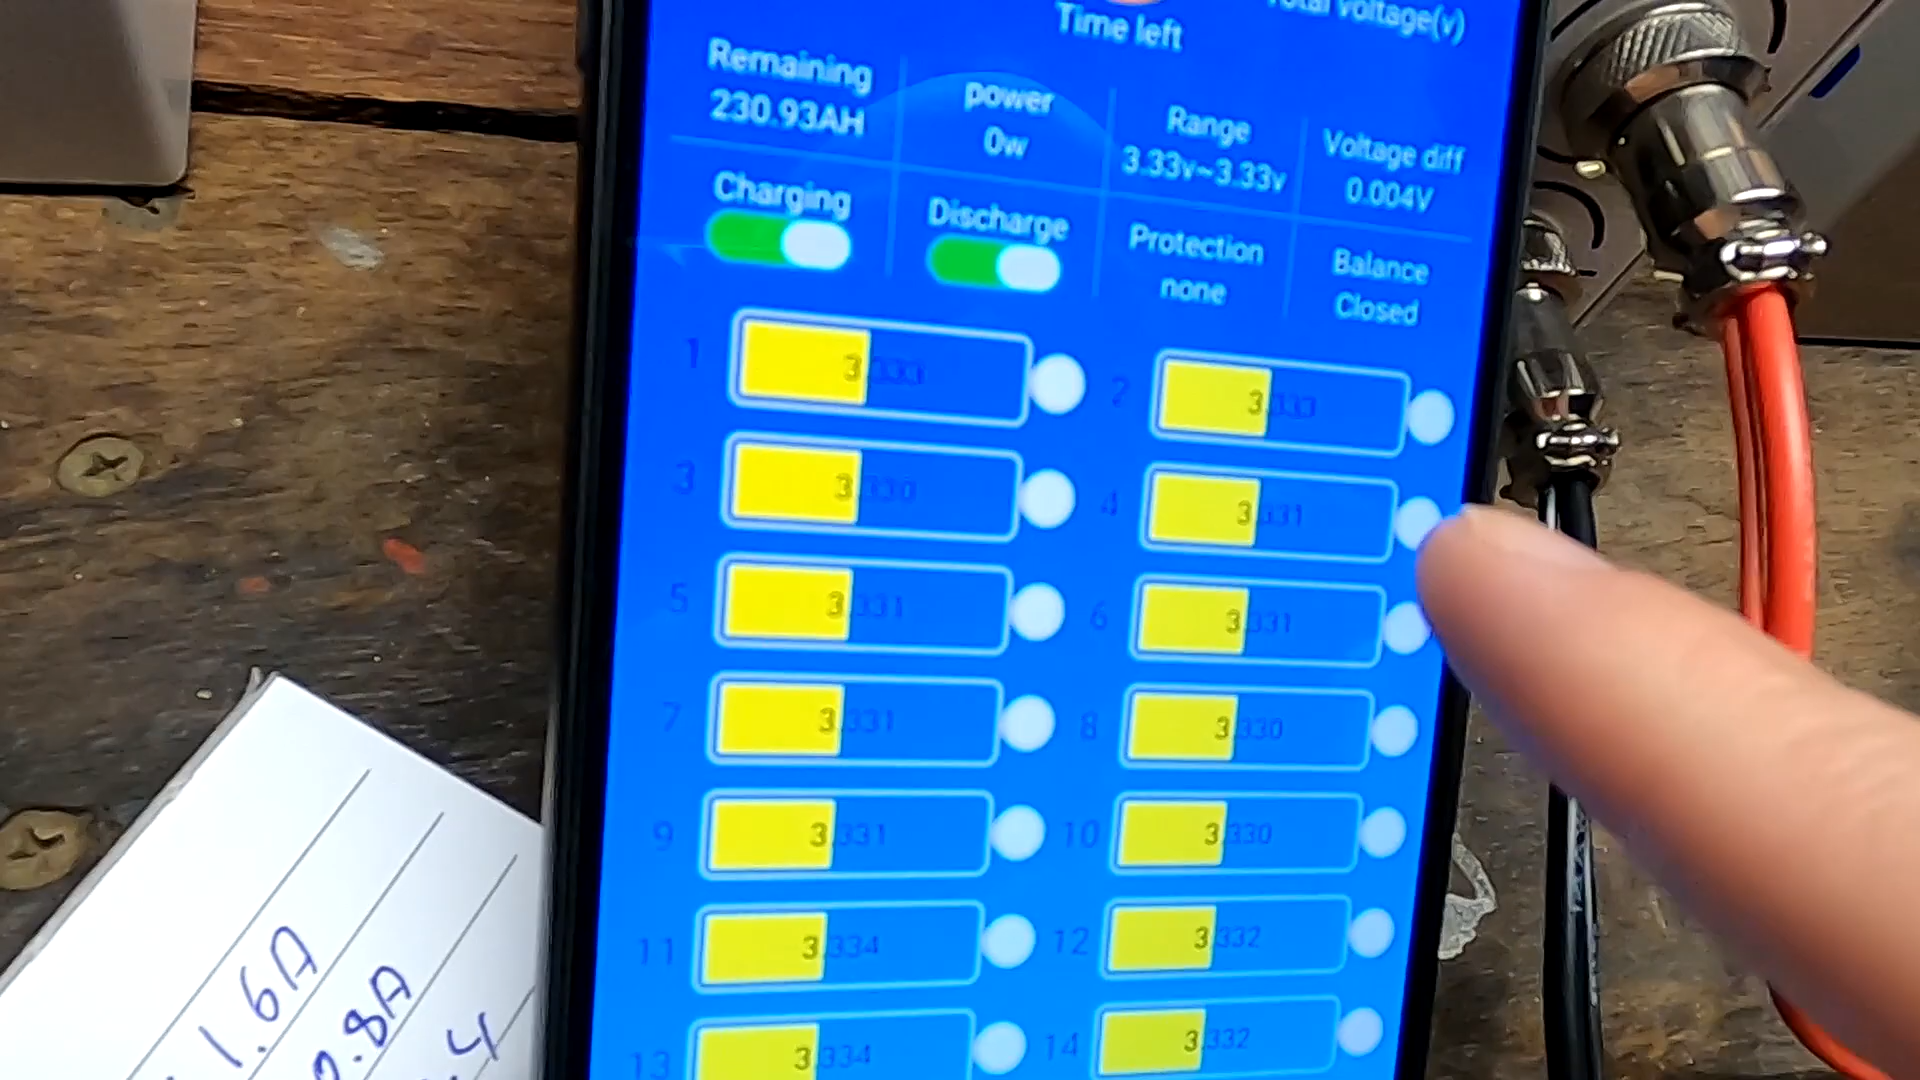 Total voltage(v)
Time left
Remaining
230.93AH
power
0w
Range
3.33v~3.33v
Voltage diff
0.004V
Charging
Discharge
Protection
none
Balance
Closed
1 3.333
2 3.333
3 3.330
4 3.331
5 3.331
6 3.331
7 3.331
8 3.330
9 3.331
10 3.330
11 3.334
12 3.332
13 3.334
14 3.332
1.6A
0.8A